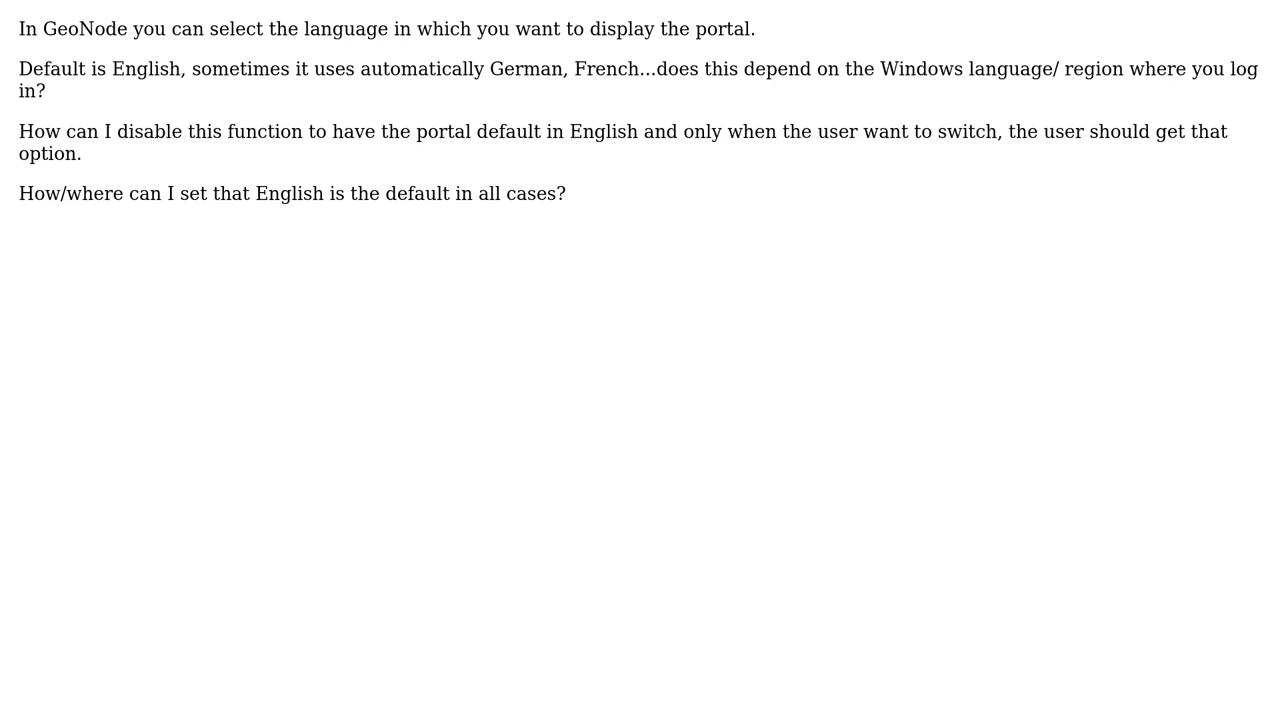 In GeoNode you can select the language in which you want to display the portal.
Default is English, sometimes it uses automatically German, French...does this depend on the Windows language/ region where you log
in?
How can I disable this function to have the portal default in English and only when the user want to switch, the user should get that
option.
How/where can I set that English is the default in all cases?